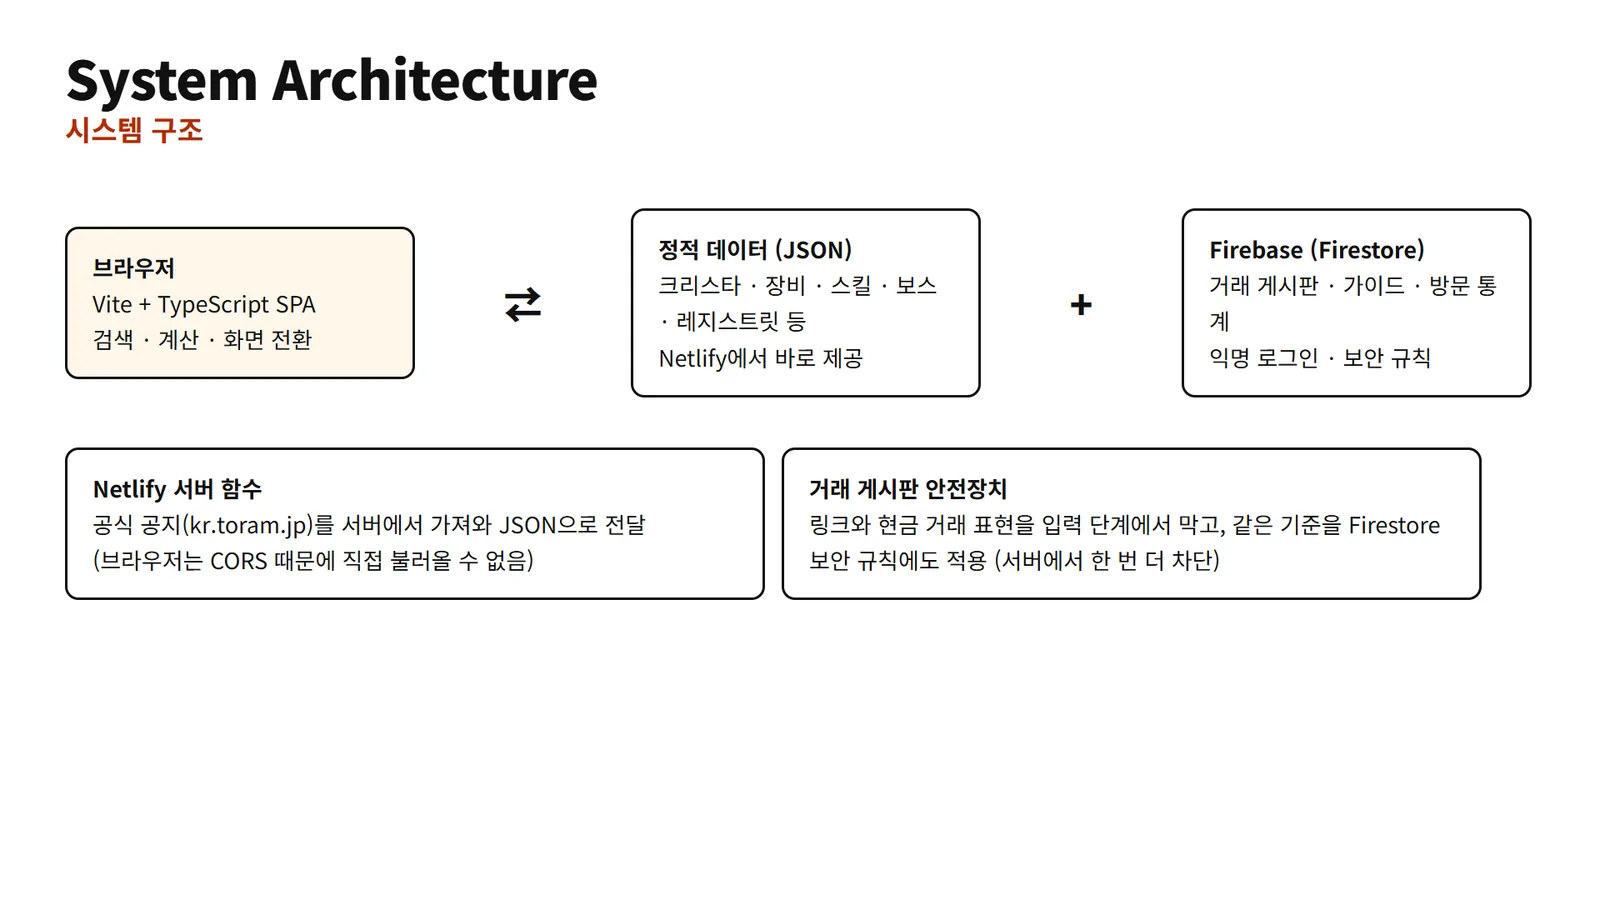 System Architecture
시스템 구조
브라우저
Vite + TypeScript SPA
검색 · 계산 · 화면 전환
⇄
정적 데이터 (JSON)
크리스타 · 장비 · 스킬 · 보스
· 레지스트릿 등
Netlify에서 바로 제공
+
Firebase (Firestore)
거래 게시판 · 가이드 · 방문 통
계
익명 로그인 · 보안 규칙
Netlify 서버 함수
공식 공지(kr.toram.jp)를 서버에서 가져와 JSON으로 전달
(브라우저는 CORS 때문에 직접 불러올 수 없음)
거래 게시판 안전장치
링크와 현금 거래 표현을 입력 단계에서 막고, 같은 기준을 Firestore
보안 규칙에도 적용 (서버에서 한 번 더 차단)